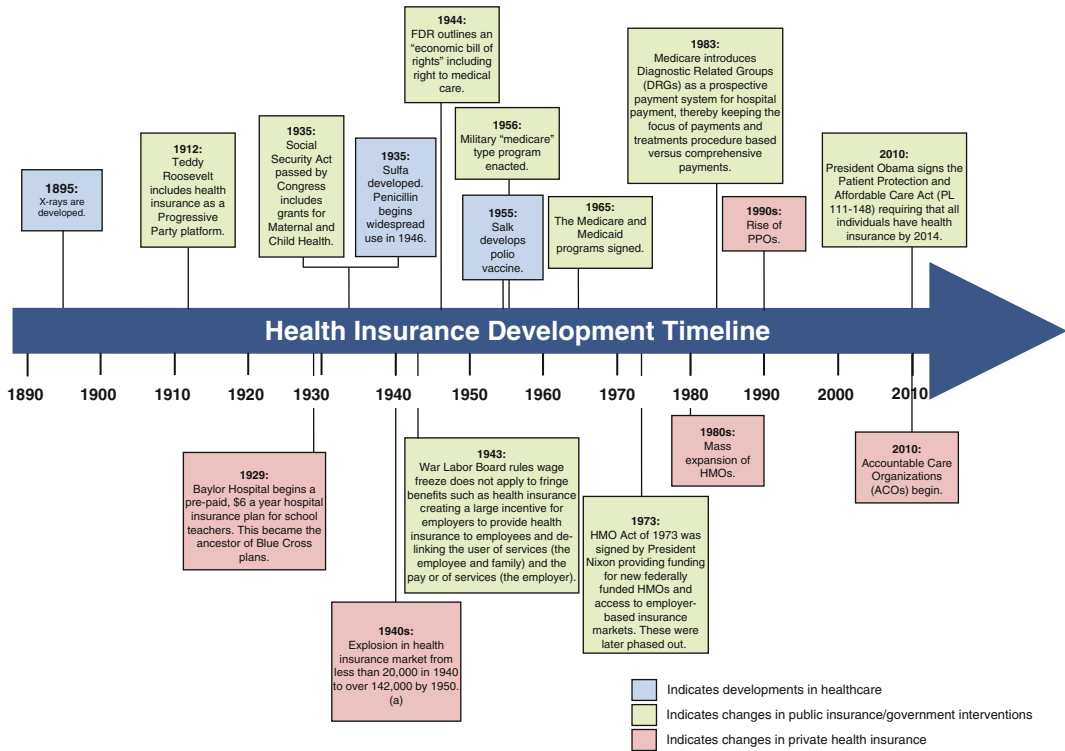 1944:
FDR outlines an
“economic bill of
rights” including
right to medical
care.
1983:
Medicare introduces
Diagnostic Related Groups
(DRGs) as a prospective
payment system for hospital
payment, thereby keeping the
focus of payments and
treatments procedure based
versus comprehensive
payments.
1912:
Teddy
Roosevelt
includes health
insurance as a
Progressive
Party platform.
1935:
Social
Security Act
passed by
Congress
includes
grants for
Maternal and
Child Health.
1935:
Sulfa
developed.
Penicillin
begins
widespread
use in 1946.
1956:
Military “medicare”
type program
enacted.
2010:
President Obama signs the
Patient Protection and
Affordable Care Act (PL
111-148) requiring that all
individuals have health
insurance by 2014.
1895:
X-rays are
developed.
1955:
Salk
develops
polio
vaccine.
1965:
The Medicare and
Medicaid
programs signed.
1990s:
Rise of
PPOs.
Health Insurance Development Timeline
1890 1900 1910 1920 1930 1940 1950 1960 1970 1980 1990 2000 2010
1929:
Baylor Hospital begins a
pre-paid, $6 a year hospital
insurance plan for school
teachers. This became the
ancestor of Blue Cross
plans.
1943:
War Labor Board rules wage
freeze does not apply to fringe
benefits such as health insurance
creating a large incentive for
employers to provide health
insurance to employees and de-
linking the user of services (the
employee and family) and the
pay or of services (the employer).
1980s:
Mass
expansion of
HMOs.
2010:
Accountable Care
Organizations
(ACOs) begin.
1973:
HMO Act of 1973 was
signed by President
Nixon providing funding
for new federally
funded HMOs and
access to employer-
based insurance
markets. These were
later phased out.
1940s:
Explosion in health
insurance market from
less than 20,000 in 1940
to over 142,000 by 1950.
(a)
Indicates developments in healthcare
Indicates changes in public insurance/government interventions
Indicates changes in private health insurance